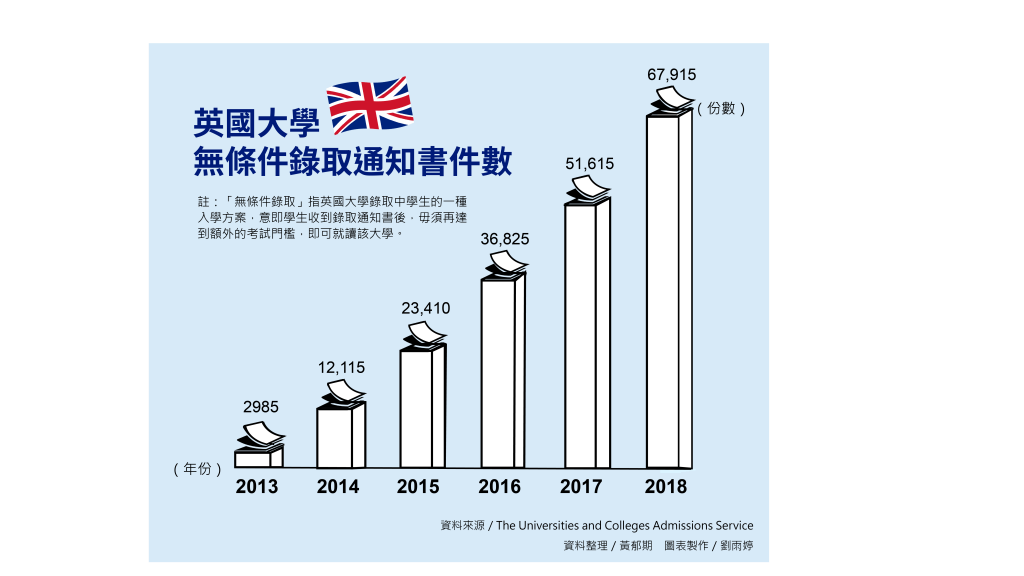 英國大學
無條件錄取通知書件數
註：「無條件錄取」指英國大學錄取中學生的一種
入學方案，意即學生收到錄取通知書後，毋須再達
到額外的考試門檻，即可就讀該大學。
67,915
（份數）
51,615
36,825
23,410
12,115
2985
（年份）
2013 2014 2015 2016 2017 2018
資料來源 / The Universities and Colleges Admissions Service
資料整理 / 黃郁期　圖表製作 / 劉雨婷